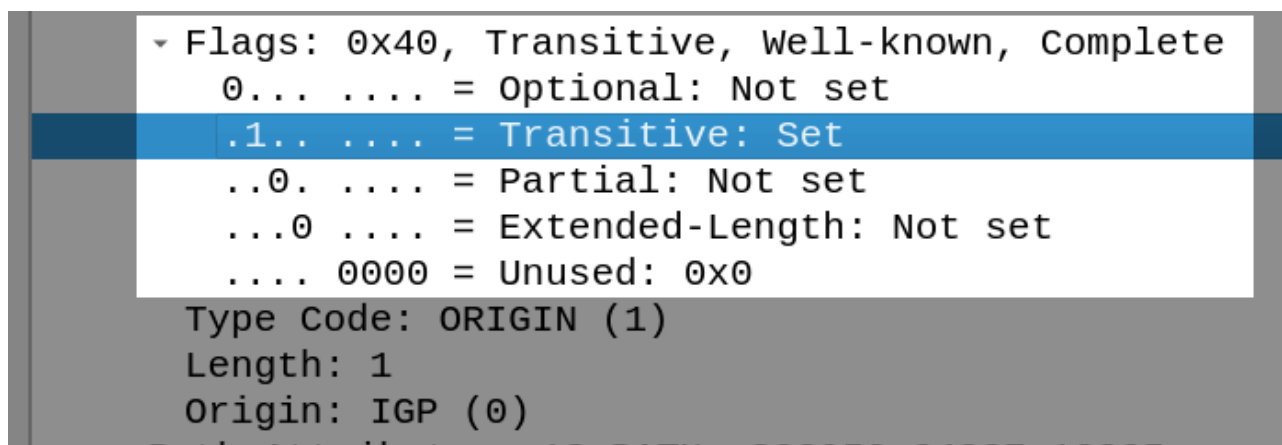 Flags: 0x40, Transitive, Well-known, Complete
0... .... = Optional: Not set
.1.. .... = Transitive: Set
..0. .... = Partial: Not set
...0 .... = Extended-Length: Not set
.... 0000 = Unused: 0x0
Type Code: ORIGIN (1)
Length: 1
Origin: IGP (0)